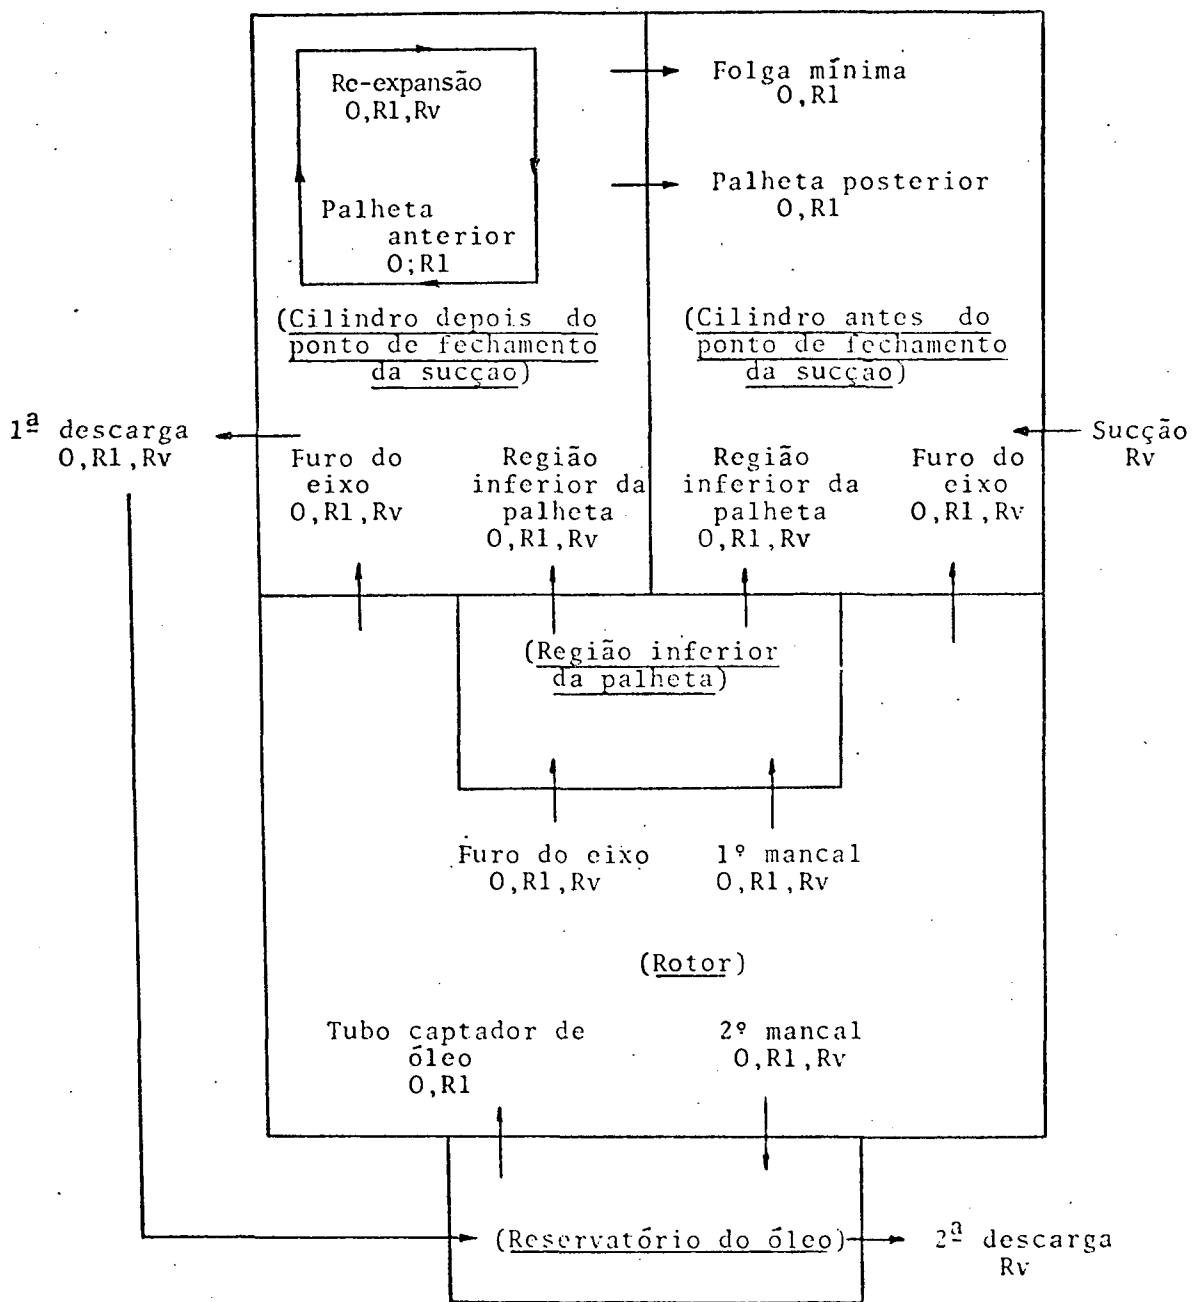 Re-expansão
O,Rl,Rv
Palheta
anterior
O;Rl
Folga mínima
O,Rl
Palheta posterior
O,Rl
(Cilindro depois do
ponto de fechamento
da sucçao)
(Cilindro antes do
ponto de fechamento
da sucção)
1ª descarga
O,Rl,Rv
Sucção
Rv
Furo do
eixo
O,Rl,Rv
Região
inferior da
palheta
O,Rl,Rv
Região
inferior da
palheta
O,Rl,Rv
Furo do
eixo
O,Rl,Rv
(Região inferior
da palheta)
Furo do eixo
O,Rl,Rv
1º mancal
O,Rl,Rv
(Rotor)
Tubo captador de
óleo
O,Rl
2º mancal
O,Rl,Rv
(Reservatório do óleo)
2ª descarga
Rv